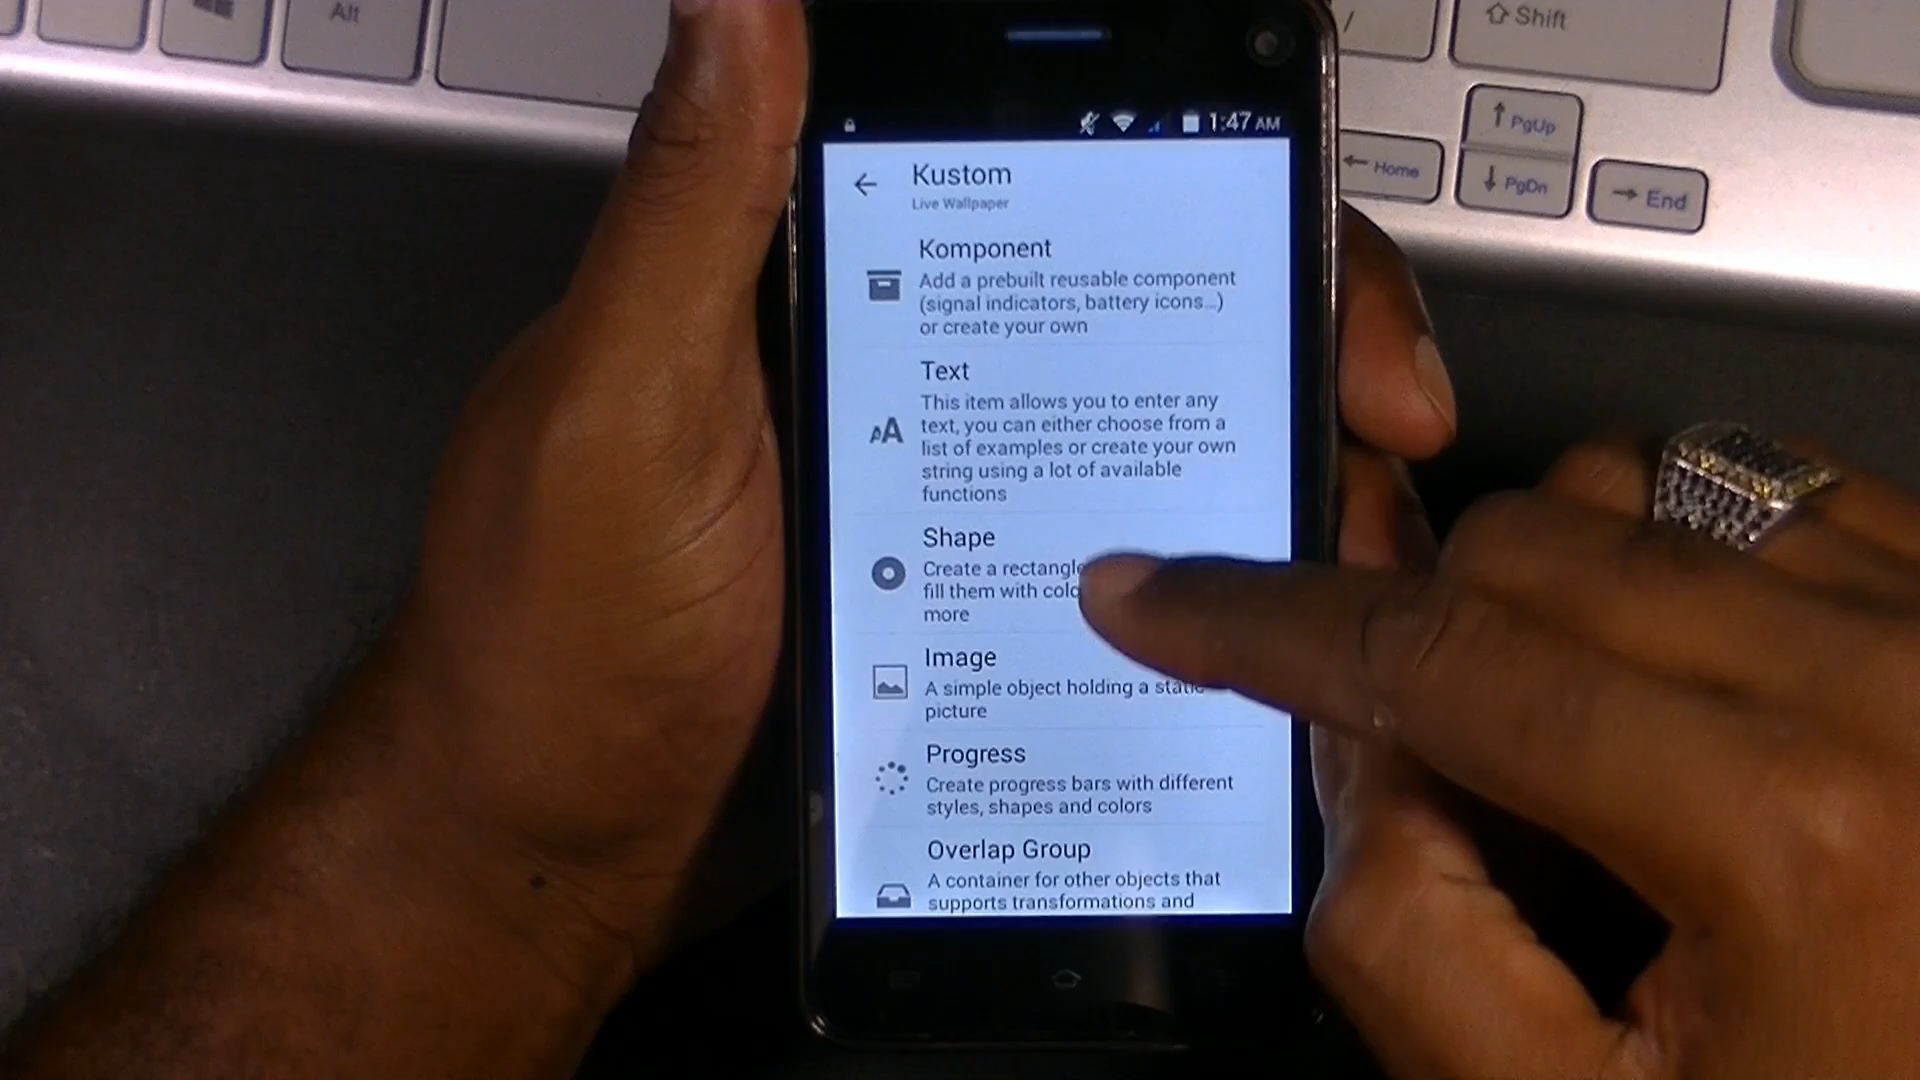 Alt
/
Shift
PgUp
Home
PgDn
End
1:47 AM
Kustom
Live Wallpaper
Komponent
Add a prebuilt reusable component
(signal indicators, battery icons...)
or create your own
Text
AA
This item allows you to enter any
text, you can either choose from a
list of examples or create your own
string using a lot of available
functions
Shape
Create a rectangle
fill them with
more
Image
A simple object holding a static
picture
Progress
Create progress bars with different
styles, shapes and colors
Overlap Group
A container for other objects that
supports transformations and